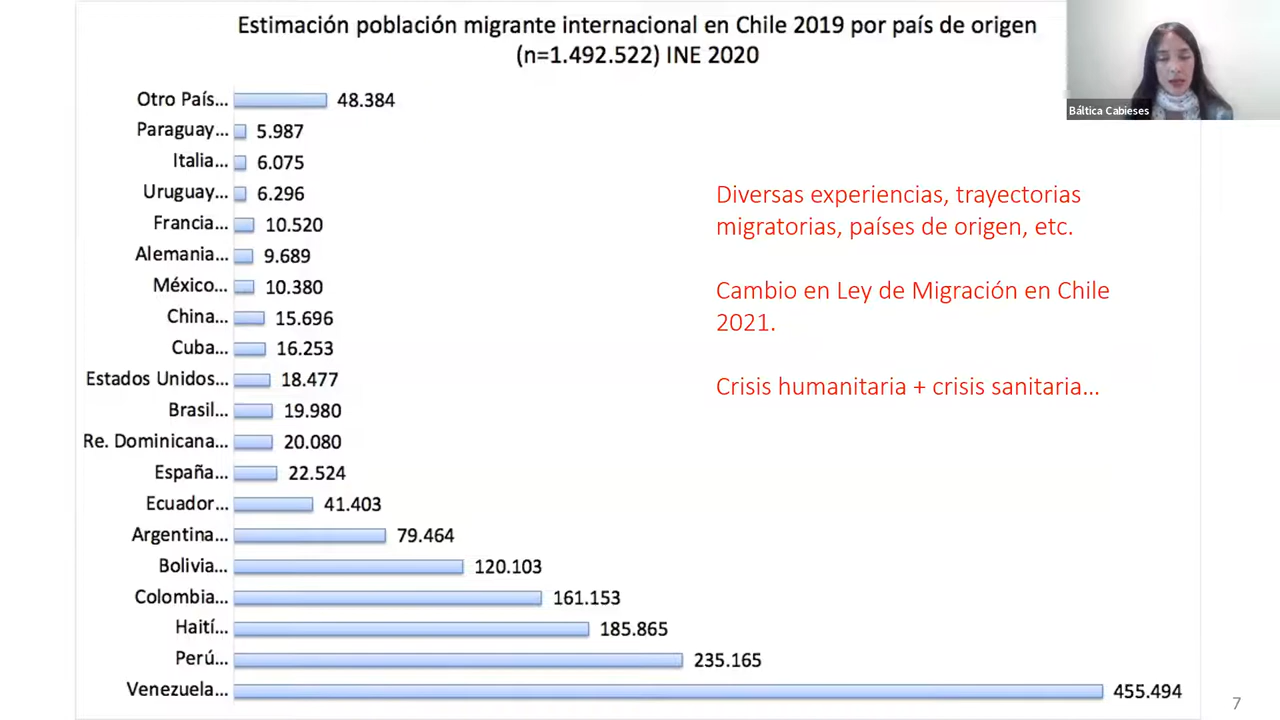 Estimación población migrante internacional en Chile 2019 por país de origen
(n=1.492.522) INE 2020
Báltica Cabieses
Otro País... 48.384
Paraguay... 5.987
Italia... 6.075
Uruguay... 6.296
Francia... 10.520
Alemania... 9.689
México... 10.380
China... 15.696
Cuba... 16.253
Estados Unidos... 18.477
Brasil... 19.980
Re. Dominicana... 20.080
España... 22.524
Ecuador... 41.403
Argentina... 79.464
Bolivia... 120.103
Colombia... 161.153
Haití... 185.865
Perú... 235.165
Venezuela... 455.494
Diversas experiencias, trayectorias
migratorias, países de origen, etc.
Cambio en Ley de Migración en Chile
2021.
Crisis humanitaria + crisis sanitaria...
7